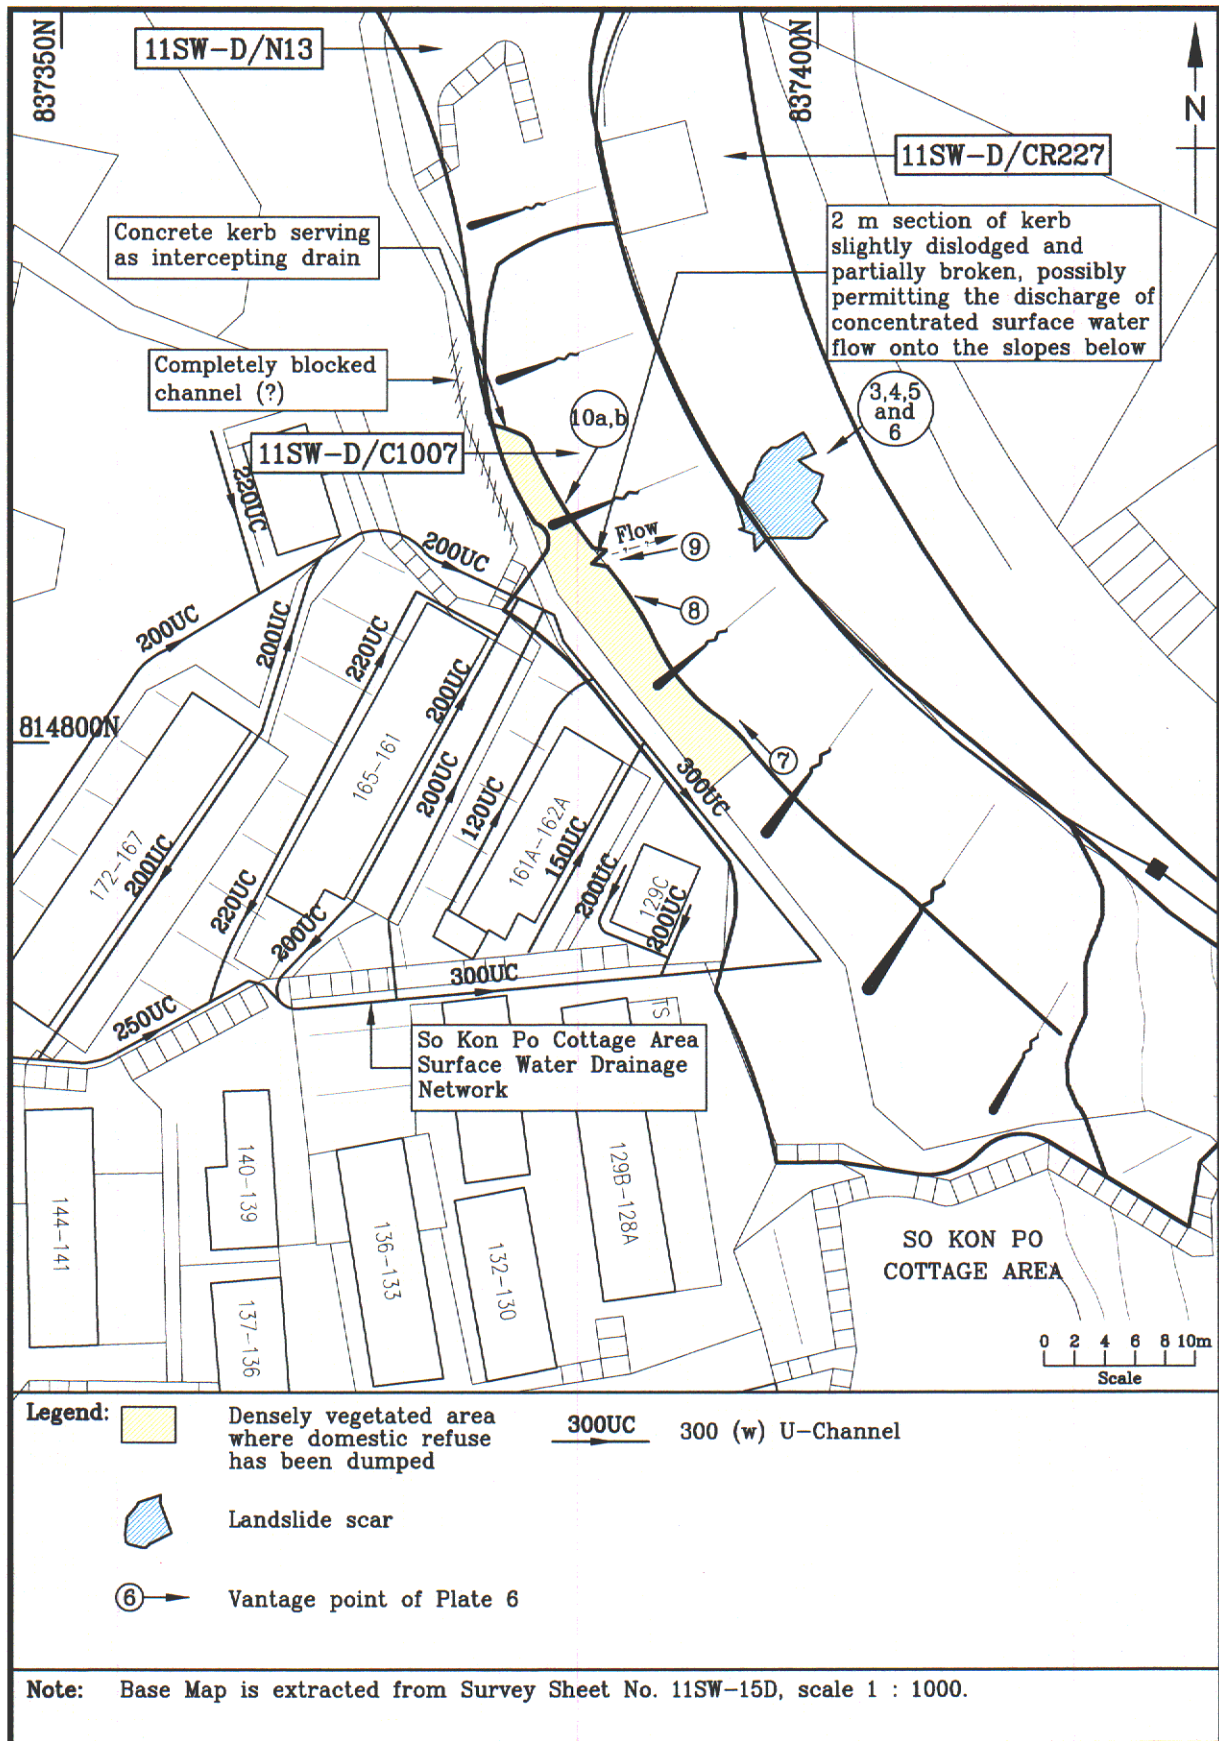 837350N
11SW-D/N13
837400N
N
11SW-D/CR227
Concrete kerb serving
as intercepting drain
2 m section of kerb
slightly dislodged and
partially broken, possibly
permitting the discharge of
concentrated surface water
flow onto the slopes below
Completely blocked
channel (?)
3,4,5
and
6
10a,b
11SW-D/C1007
220UC
Flow
9
200UC
8
200UC
200UC
220UC
200UC
814800N
165-161
7
300UC
200UC
120UC
161A-162A
150UC
172-167
200UC
220UC
200UC
200UC
129C
200UC
300UC
250UC
TS
So Kon Po Cottage Area
Surface Water Drainage
Network
144-141
140-139
137-136
136-133
132-130
129B-128A
SO KON PO
COTTAGE AREA
0 2 4 6 8 10m
Scale
Legend:
Densely vegetated area
where domestic refuse
has been dumped
300UC
300 (w) U-Channel
Landslide scar
6
Vantage point of Plate 6
Note: Base Map is extracted from Survey Sheet No. 11SW-15D, scale 1 : 1000.